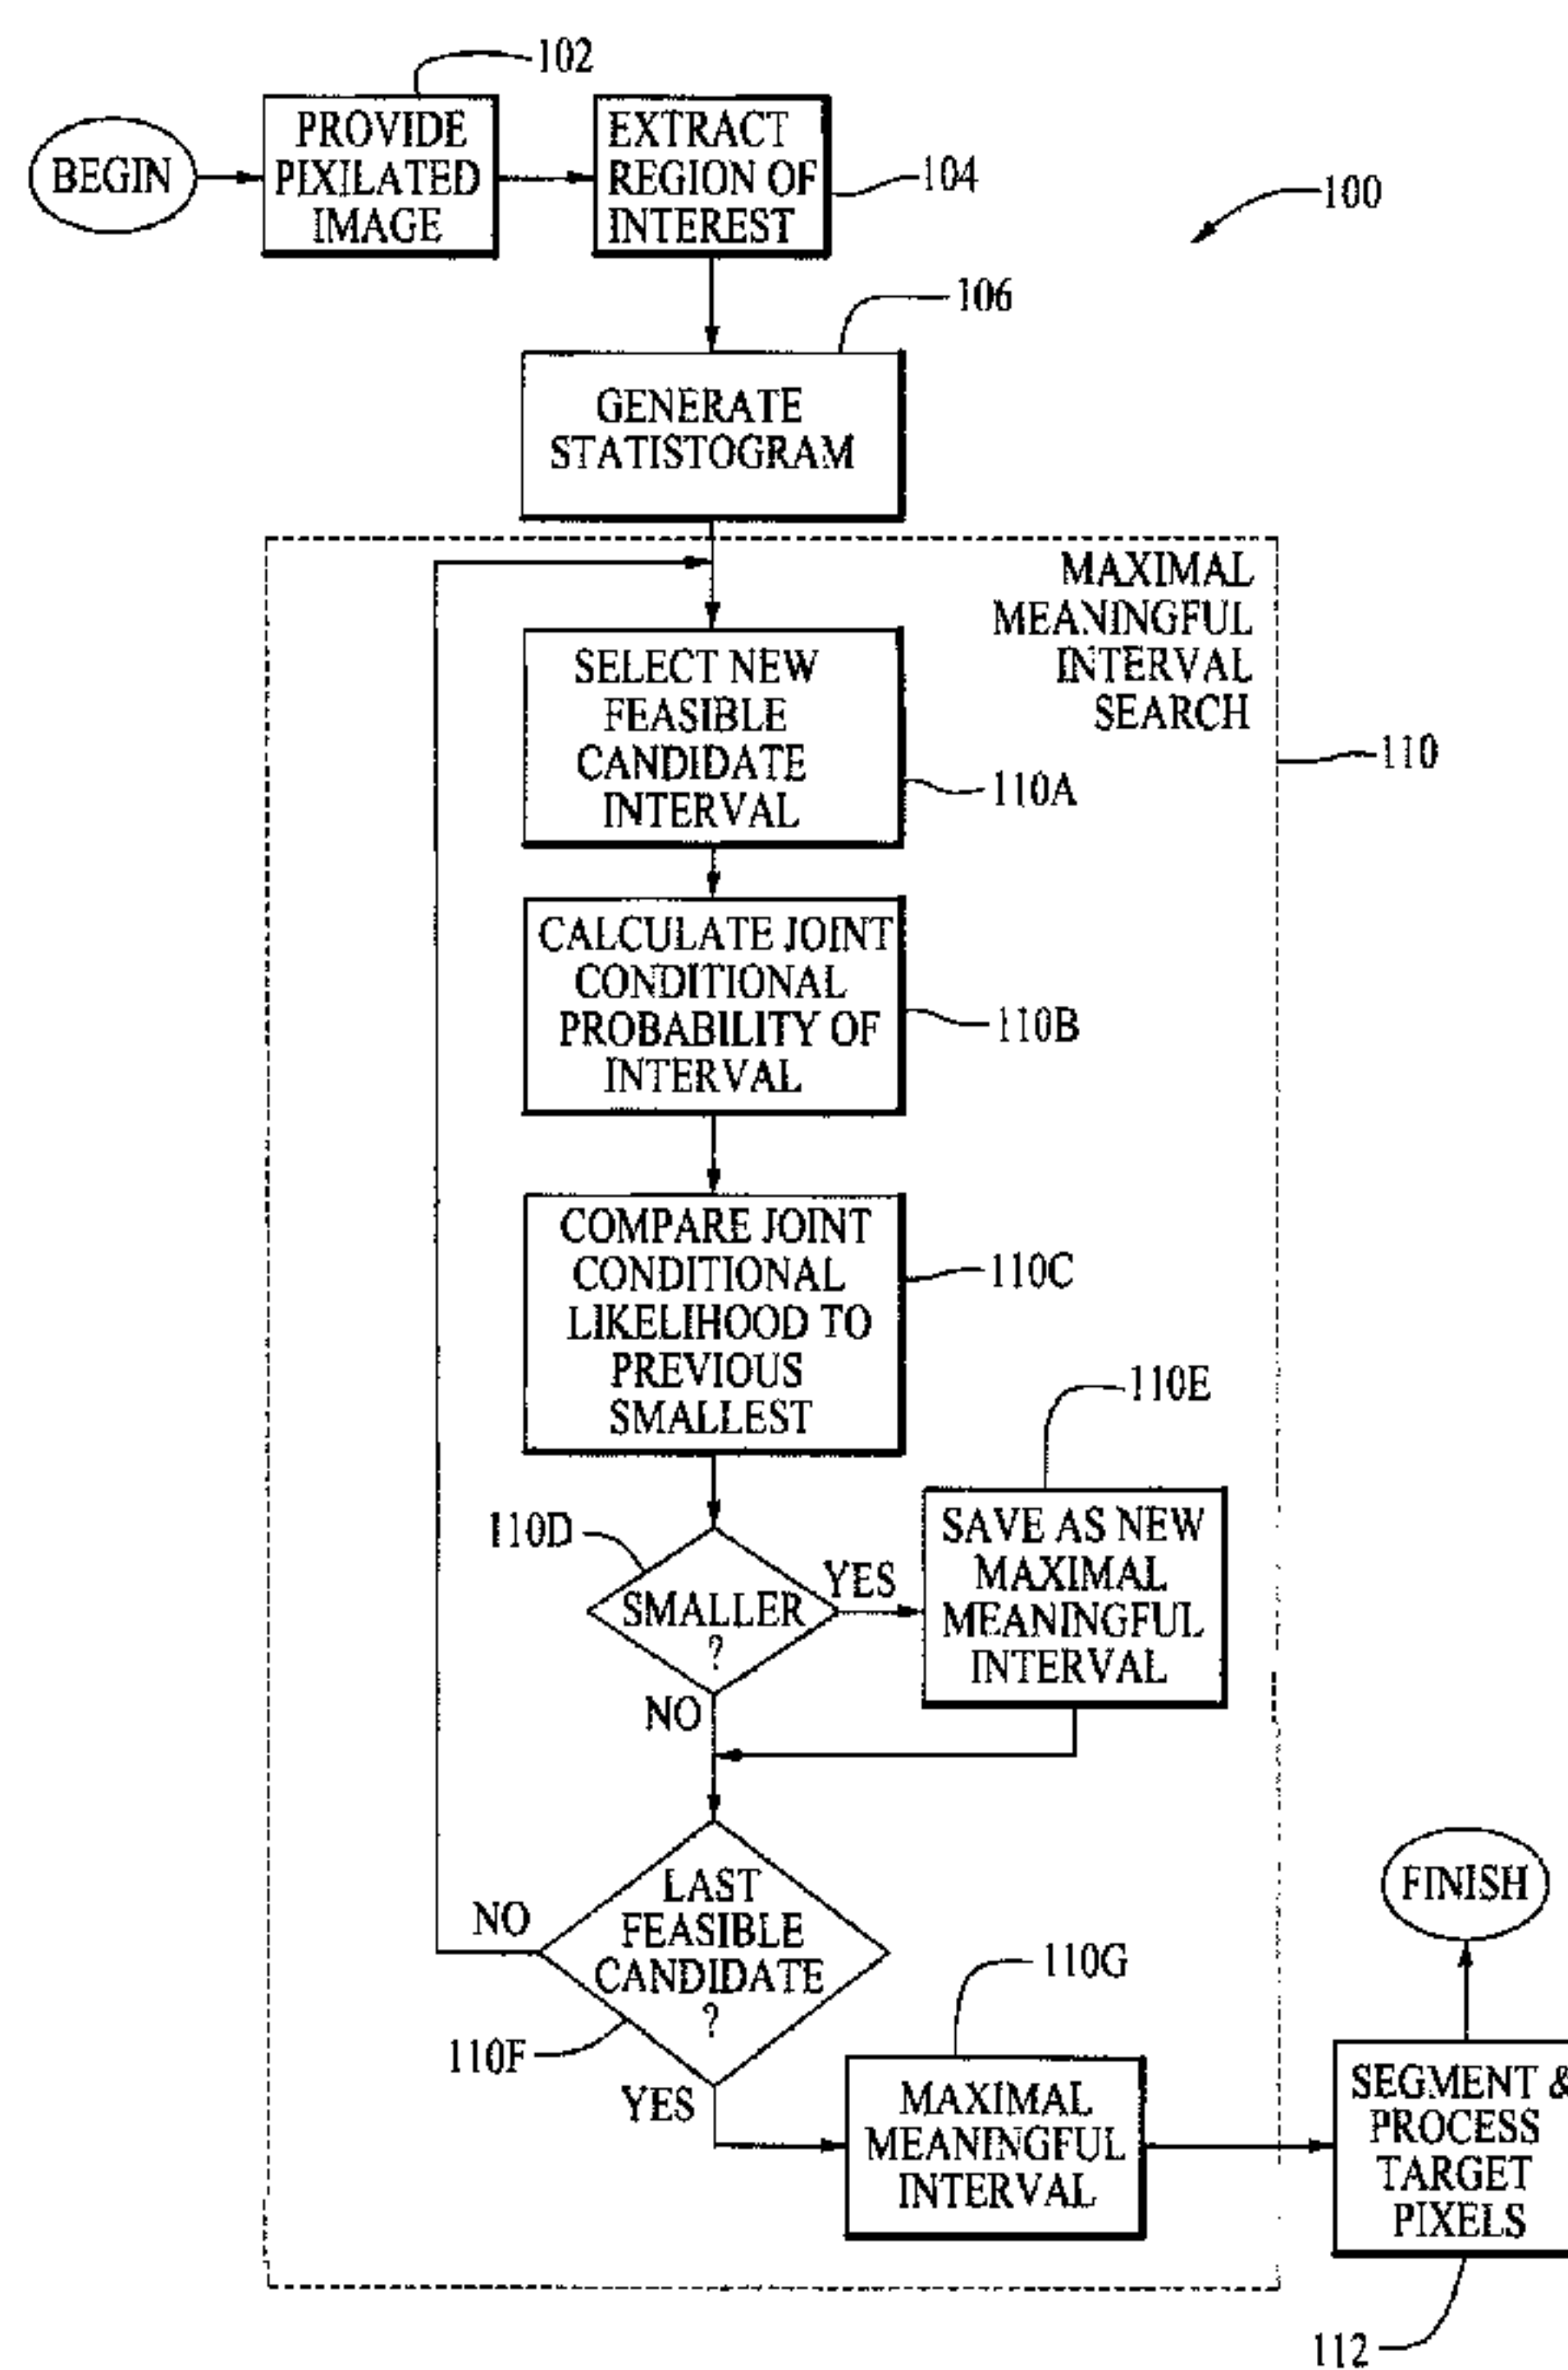 102
BEGIN
PROVIDE
PIXILATED
IMAGE
EXTRACT
REGION OF
INTEREST
104
100
106
GENERATE
STATISTOGRAM
MAXIMAL
MEANINGFUL
INTERVAL
SEARCH
110
SELECT NEW
FEASIBLE
CANDIDATE
INTERVAL
110A
CALCULATE JOINT
CONDITIONAL
PROBABILITY OF
INTERVAL
110B
COMPARE JOINT
CONDITIONAL
LIKELIHOOD TO
PREVIOUS
SMALLEST
110C
110D
SMALLER
?
YES
NO
110E
SAVE AS NEW
MAXIMAL
MEANINGFUL
INTERVAL
LAST
FEASIBLE
CANDIDATE
?
NO
110F
YES
110G
MAXIMAL
MEANINGFUL
INTERVAL
FINISH
SEGMENT &
PROCESS
TARGET
PIXELS
112